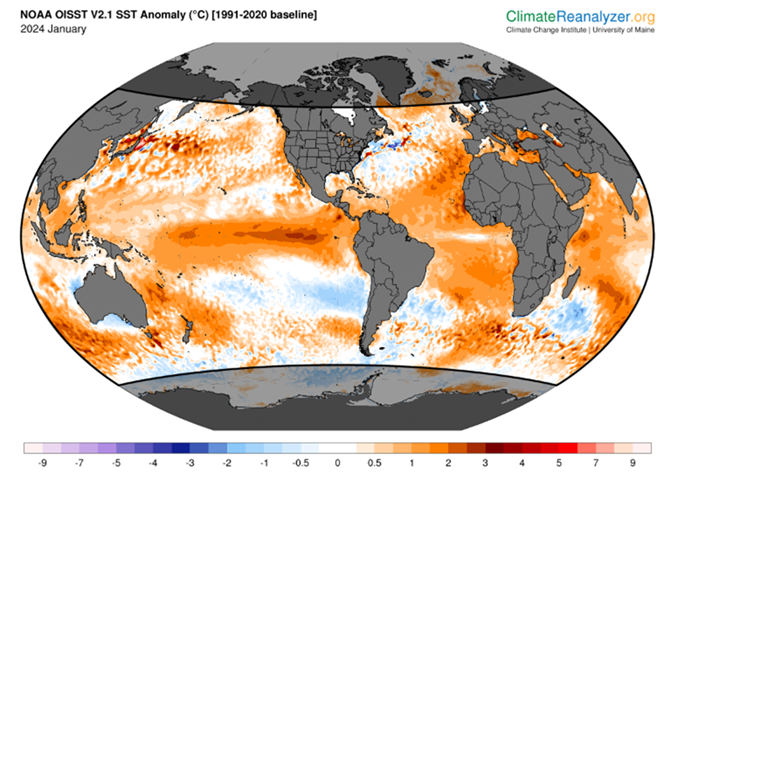 NOAA OISST V2.1 SST Anomaly (°C) [1991-2020 baseline]
2024 January
ClimateReanalyzer.org
Climate Change Institute | University of Maine
-9 -7 -5 -4 -3 -2 -1 -0.5 0 0.5 1 2 3 4 5 7 9